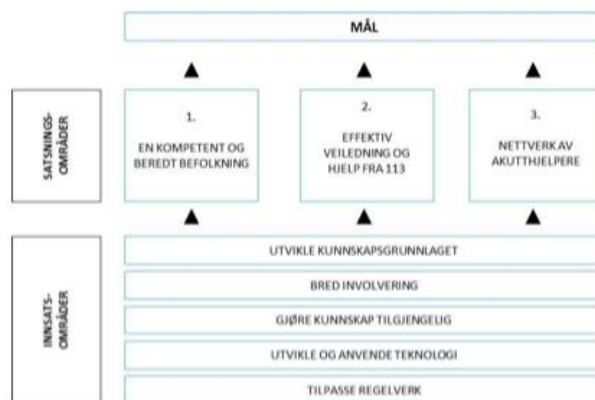 MÅL
SATSNINGS-
OMRÅDER
1.
EN KOMPETENT OG
BEREDT BEFOLKNING
2.
EFFEKTIV
VEILEDNING OG
HJELP FRA 113
3.
NETTVERK AV
AKUTTHJELPERE
INNSATS-
OMRÅDER
UTVIKLE KUNNSKAPSGRUNNLAGET
BRED INVOLVERING
GJØRE KUNNSKAP TILGJENGELIG
UTVIKLE OG ANVENDE TEKNOLOGI
TILPASSE REGELVERK